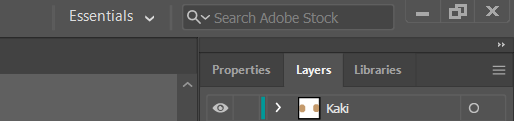 Essentials Search Adobe Stock
Properties Layers Libraries
Kaki